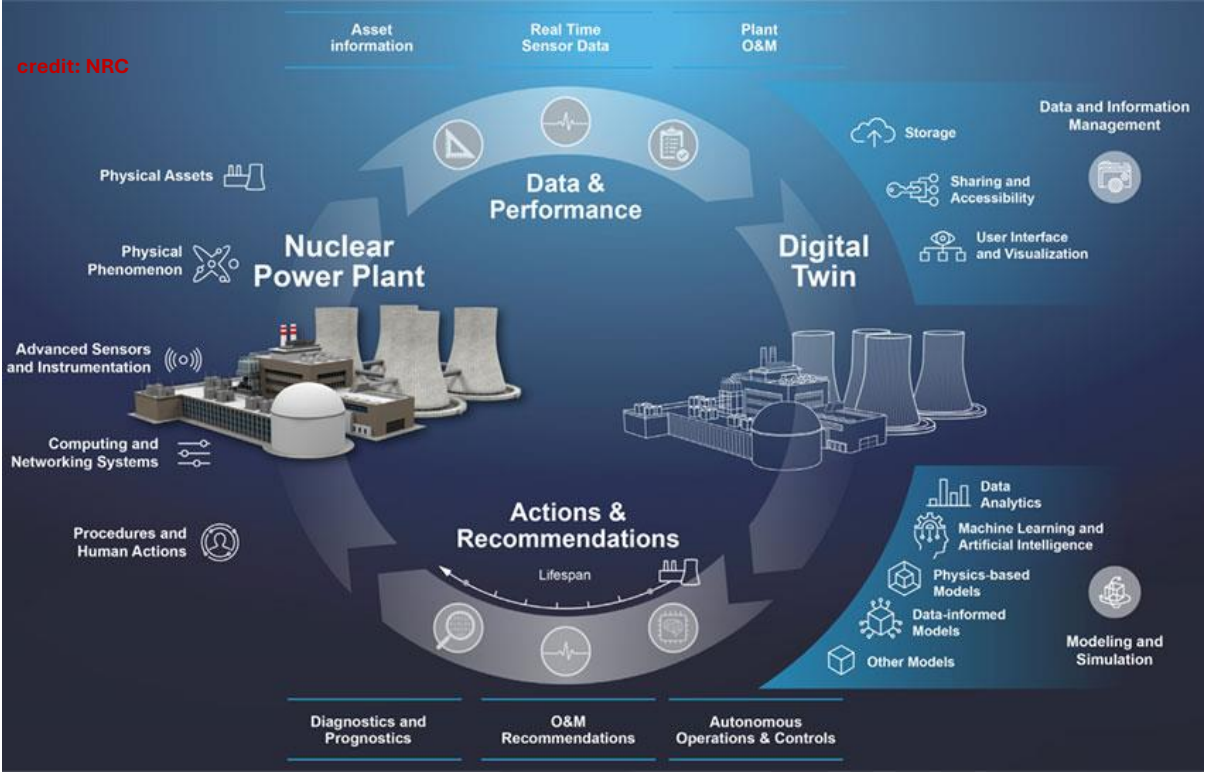 Asset
information
Real Time
Sensor Data
Plant
O&M
credit: NRC
Data &
Performance
Nuclear
Power Plant
Digital
Twin
Physical Assets
Physical
Phenomenon
Advanced Sensors
and Instrumentation
Computing and
Networking Systems
Procedures and
Human Actions
Storage
Sharing and
Accessibility
User Interface
and Visualization
Data and Information
Management
Actions &
Recommendations
Lifespan
Data
Analytics
Machine Learning and
Artificial Intelligence
Physics-based
Models
Data-informed
Models
Other Models
Modeling and
Simulation
Diagnostics and
Prognostics
O&M
Recommendations
Autonomous
Operations & Controls